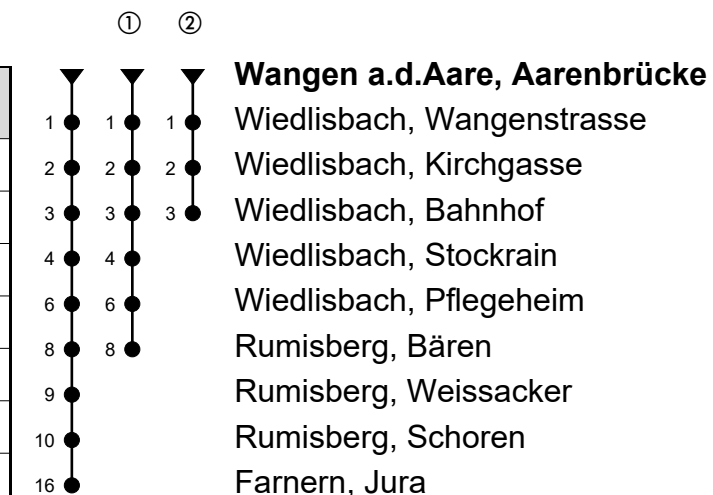 ① ②
Wangen a.d.Aare, Aarenbrücke
1 1 1 Wiedlisbach, Wangenstrasse
2 2 2 Wiedlisbach, Kirchgasse
3 3 3 Wiedlisbach, Bahnhof
4 4 Wiedlisbach, Stockrain
6 6 Wiedlisbach, Pflegeheim
8 8 Rumisberg, Bären
9 Rumisberg, Weissacker
10 Rumisberg, Schoren
16 Farnern, Jura